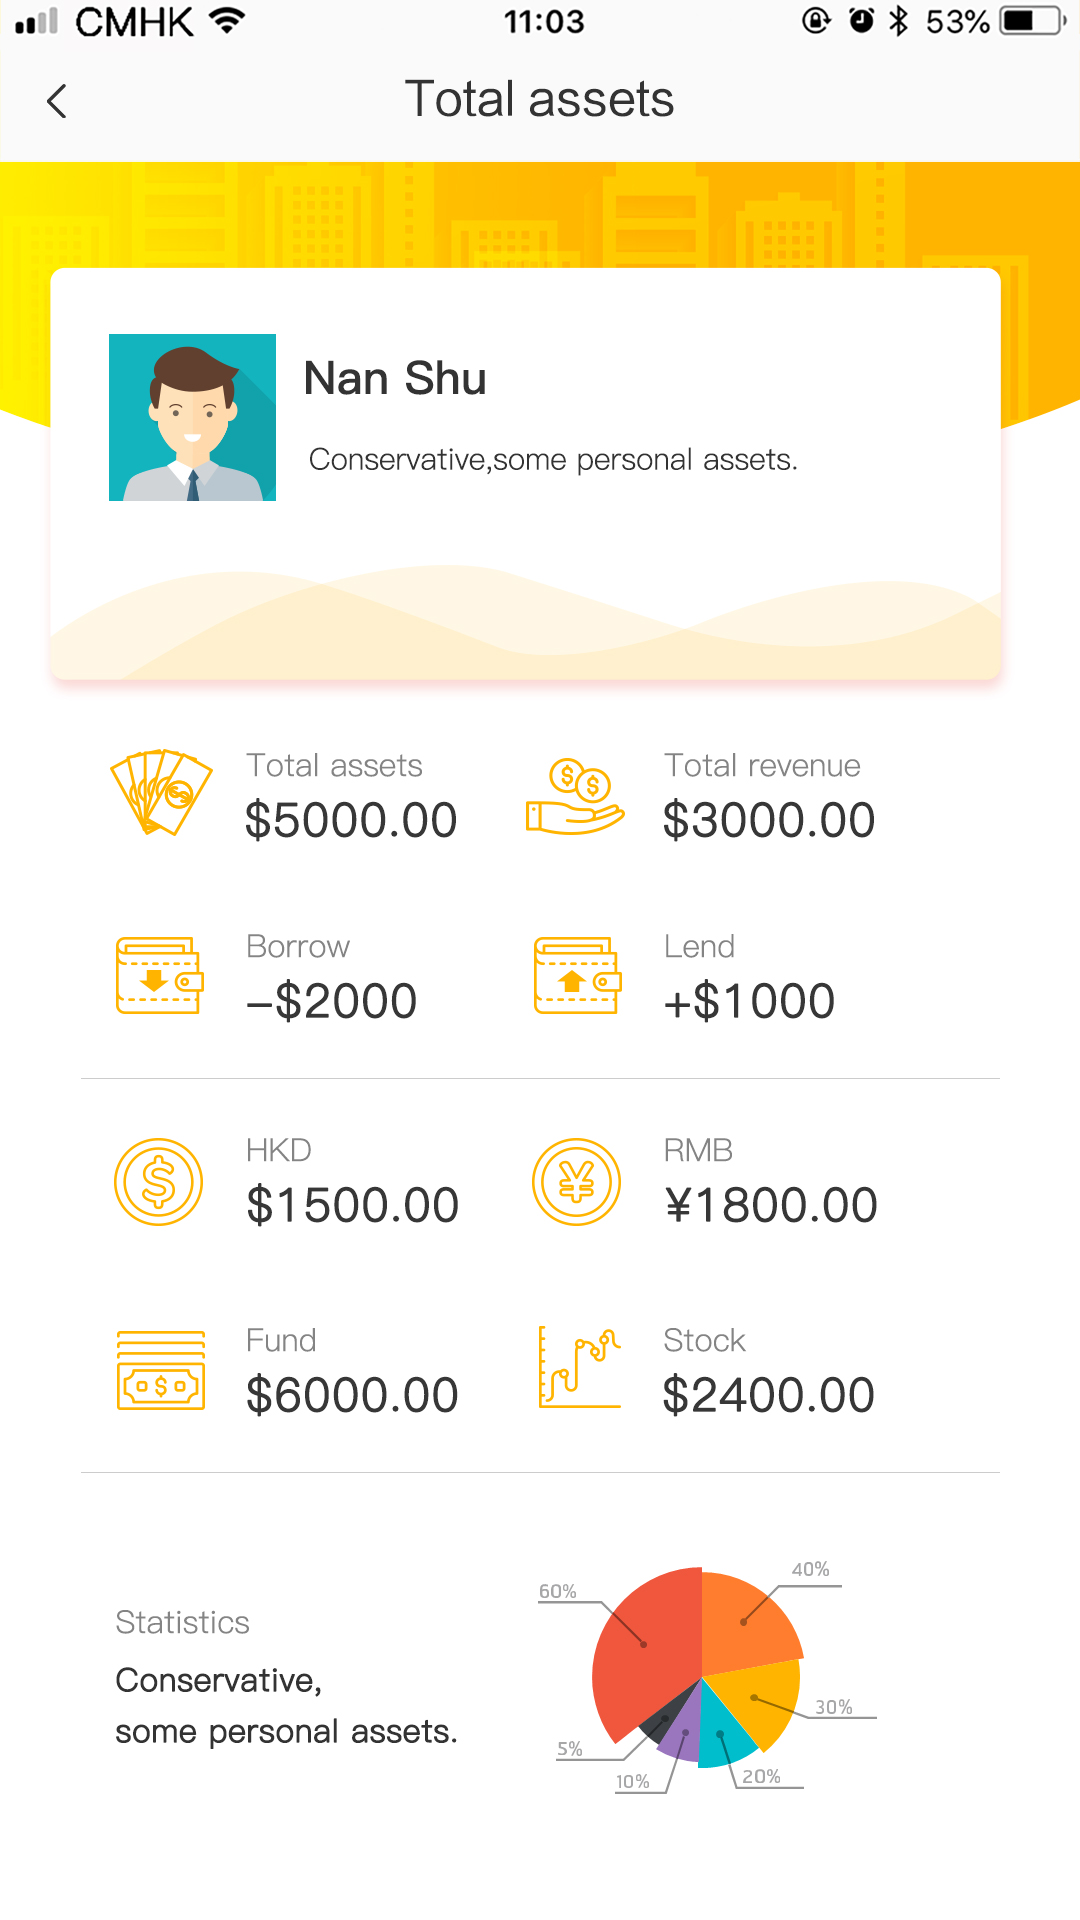 CMHK 11:03 53%
Total assets
Nan Shu
Conservative,some personal assets.
Total assets
$5000.00
Total revenue
$3000.00
Borrow
–$2000
Lend
+$1000
HKD
$1500.00
RMB
¥1800.00
Fund
$6000.00
Stock
$2400.00
Statistics
Conservative,
some personal assets.
40%
60%
30%
5%
20%
10%